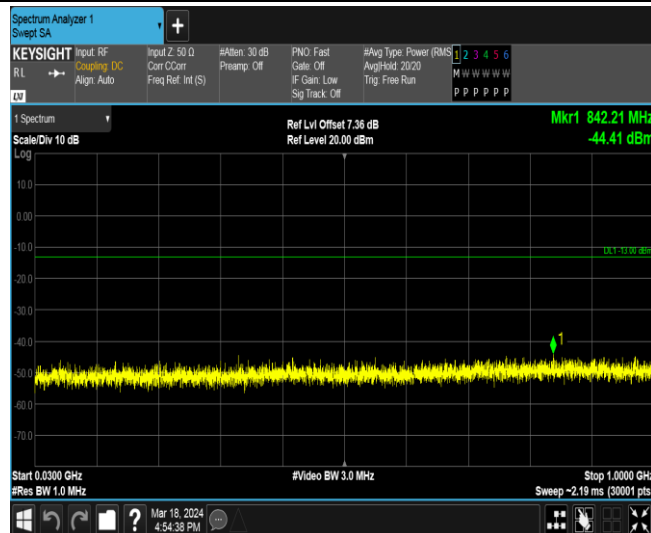 Spectrum Analyzer 1
Swept SA
+
KEYSIGHT
RL
LXI
Input: RF
Coupling: DC
Align: Auto
Input Z: 50 Ω
Corr CCorr
Freq Ref: Int (S)
#Atten: 30 dB
Preamp: Off
PNO: Fast
Gate: Off
IF Gain: Low
Sig Track: Off
#Avg Type: Power (RMS
Avg|Hold: 20/20
Trig: Free Run
1 2 3 4 5 6
M W W W W W
P P P P P P
1 Spectrum
Scale/Div 10 dB
Ref Lvl Offset 7.36 dB
Ref Level 20.00 dBm
Mkr1 842.21 MHz
-44.41 dBm
Log
10.0
0.00
-10.0
DL1 -13.00 dBm
-20.0
-30.0
-40.0
1
-50.0
-60.0
-70.0
Start 0.0300 GHz
#Res BW 1.0 MHz
#Video BW 3.0 MHz
Stop 1.0000 GHz
Sweep ~2.19 ms (30001 pts
?
Mar 18, 2024
4:54:38 PM